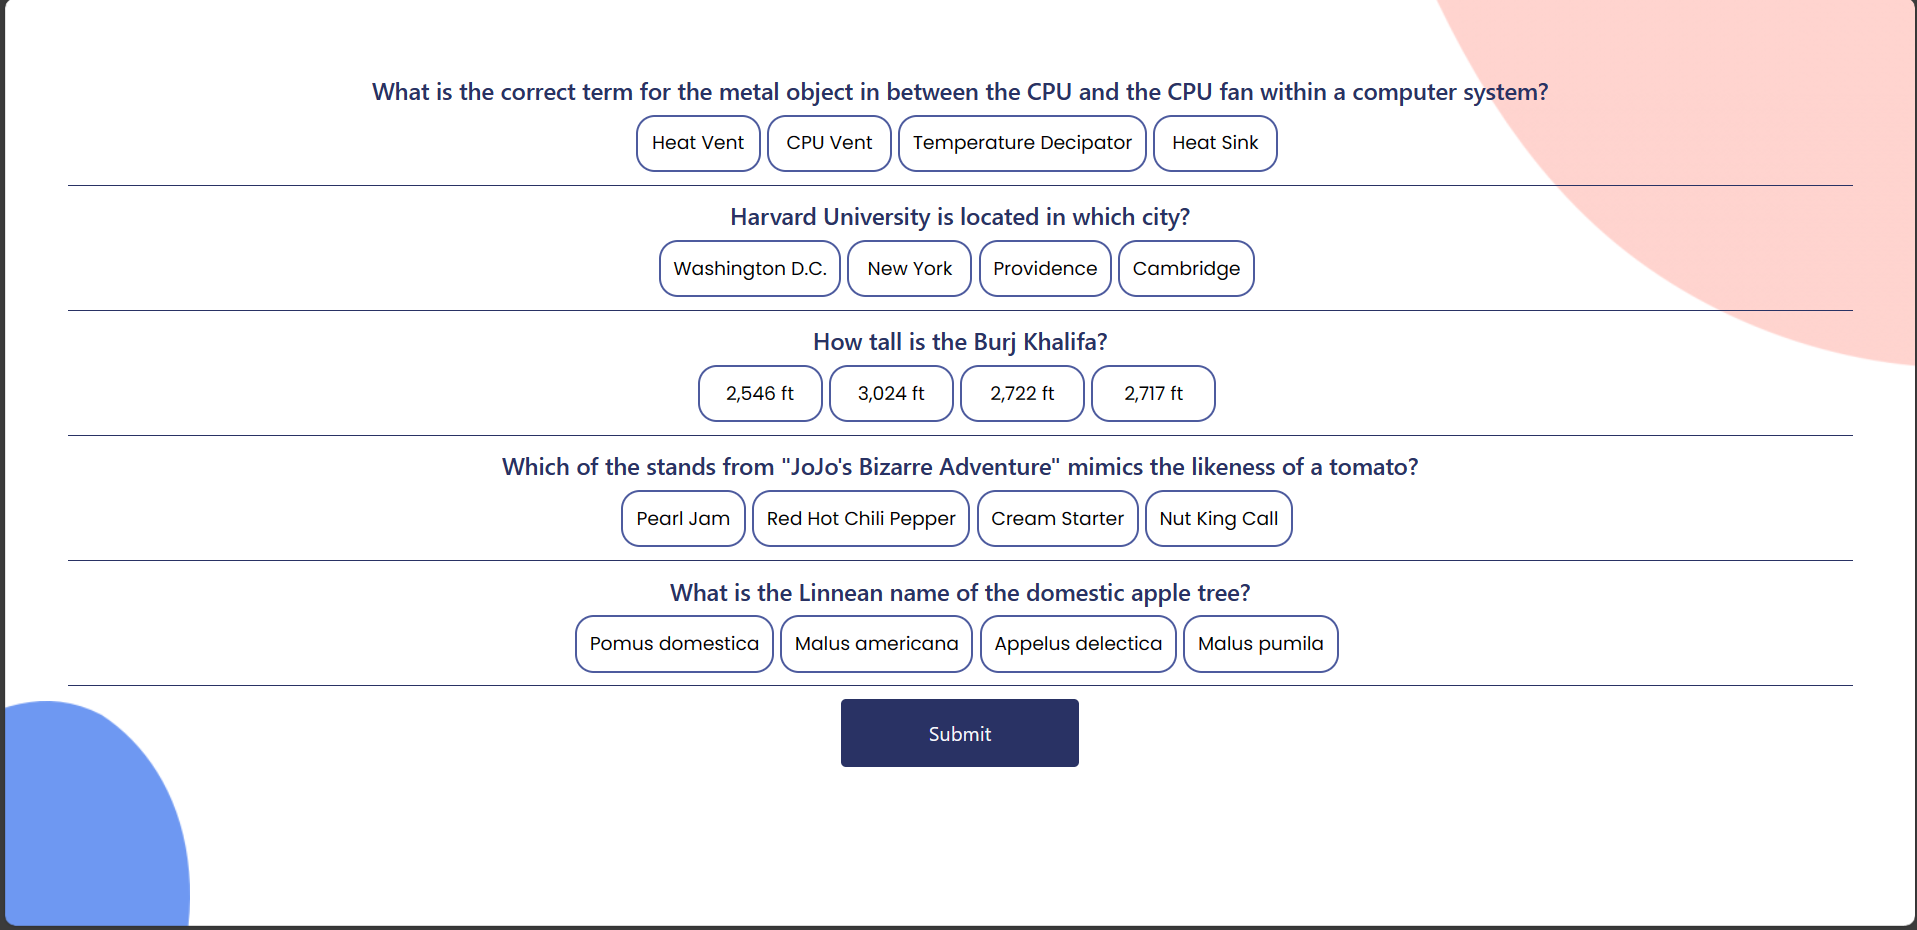 What is the correct term for the metal object in between the CPU and the CPU fan within a computer system?
Heat Vent CPU Vent Temperature Decipator Heat Sink
Harvard University is located in which city?
Washington D.C. New York Providence Cambridge
How tall is the Burj Khalifa?
2,546 ft 3,024 ft 2,722 ft 2,717 ft
Which of the stands from "JoJo's Bizarre Adventure" mimics the likeness of a tomato?
Pearl Jam Red Hot Chili Pepper Cream Starter Nut King Call
What is the Linnean name of the domestic apple tree?
Pomus domestica Malus americana Appelus delectica Malus pumila
Submit